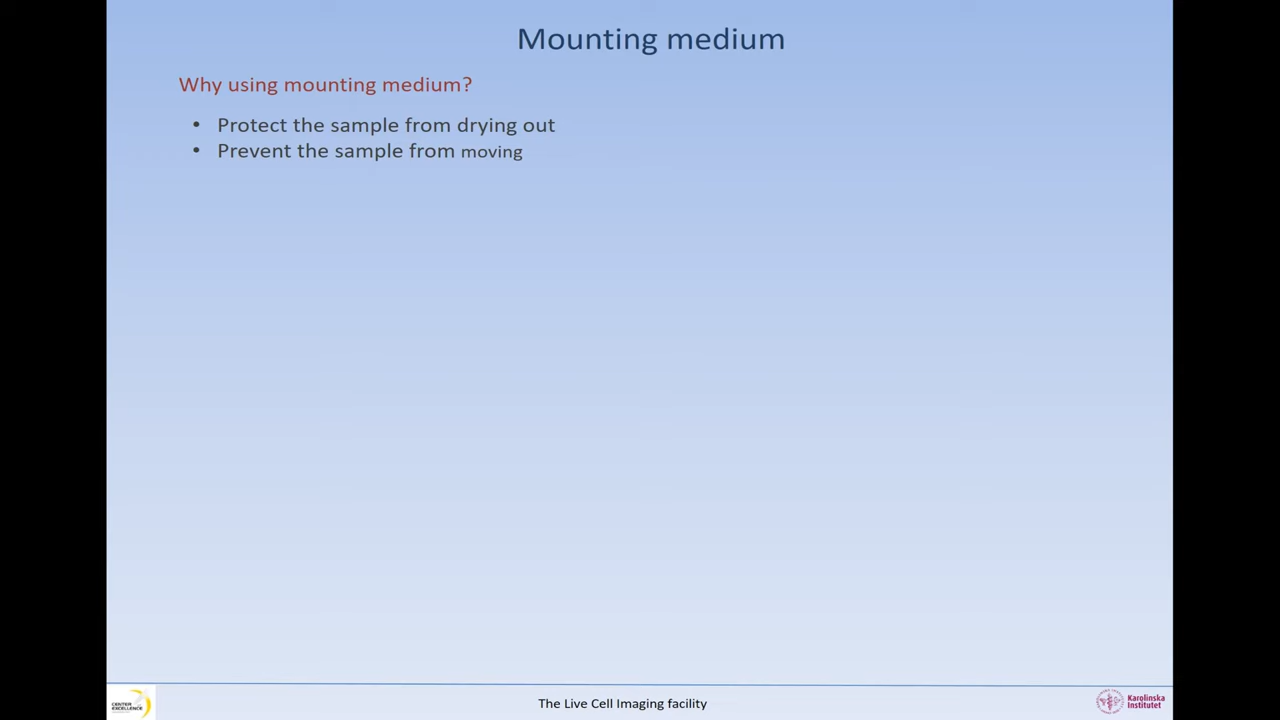 Mounting medium
Why using mounting medium?
• Protect the sample from drying out
• Prevent the sample from moving
CENTER
EXCELLENCE
The Live Cell Imaging facility
Karolinska
Institutet